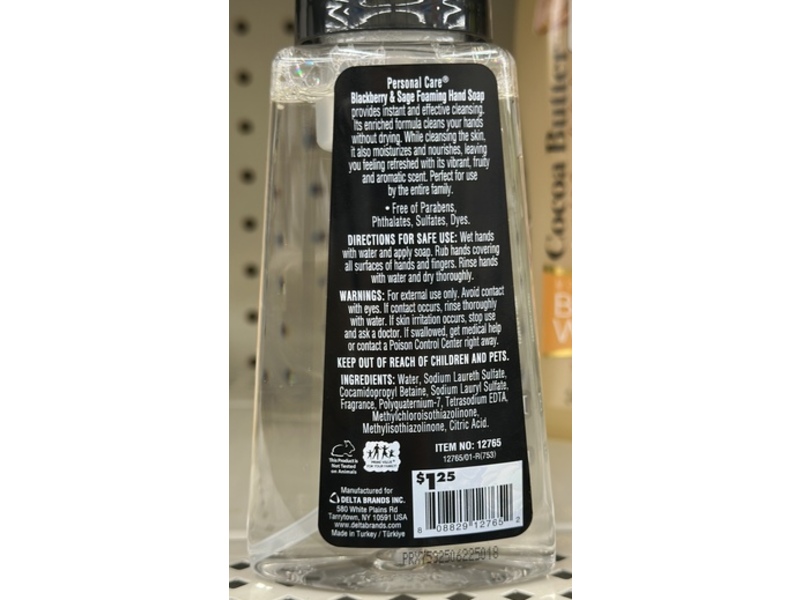 Personal Care®
Blackberry & Sage Foaming Hand Soap
provides instant and effective cleansing.
Its enriched formula cleans your hands
without drying. While cleansing the skin,
it also moisturizes and nourishes, leaving
you feeling refreshed with its vibrant, fruity
and aromatic scent. Perfect for use
by the entire family.
• Free of Parabens,
Phthalates, Sulfates, Dyes.
DIRECTIONS FOR SAFE USE: Wet hands
with water and apply soap. Rub hands covering
all surfaces of hands and fingers. Rinse hands
with water and dry thoroughly.
WARNINGS: For external use only. Avoid contact
with eyes. If contact occurs, rinse thoroughly
with water. If skin irritation occurs, stop use
and ask a doctor. If swallowed, get medical help
or contact a Poison Control Center right away.
KEEP OUT OF REACH OF CHILDREN AND PETS.
INGREDIENTS: Water, Sodium Laureth Sulfate,
Cocamidopropyl Betaine, Sodium Lauryl Sulfate,
Fragrance, Polyquaternium-7, Tetrasodium EDTA,
Methylchloroisothiazolinone,
Methylisothiazolinone, Citric Acid.
ITEM NO: 12765
12765/01-R(753)
This Product is
Not Tested
on Animals
$1.25
Manufactured for
DELTA BRANDS INC.
580 White Plains Rd
Tarrytown, NY 10591 USA
www.deltabrands.com
Made in Turkey / Türkiye
8 08829 12765 2
Cocoa Butter